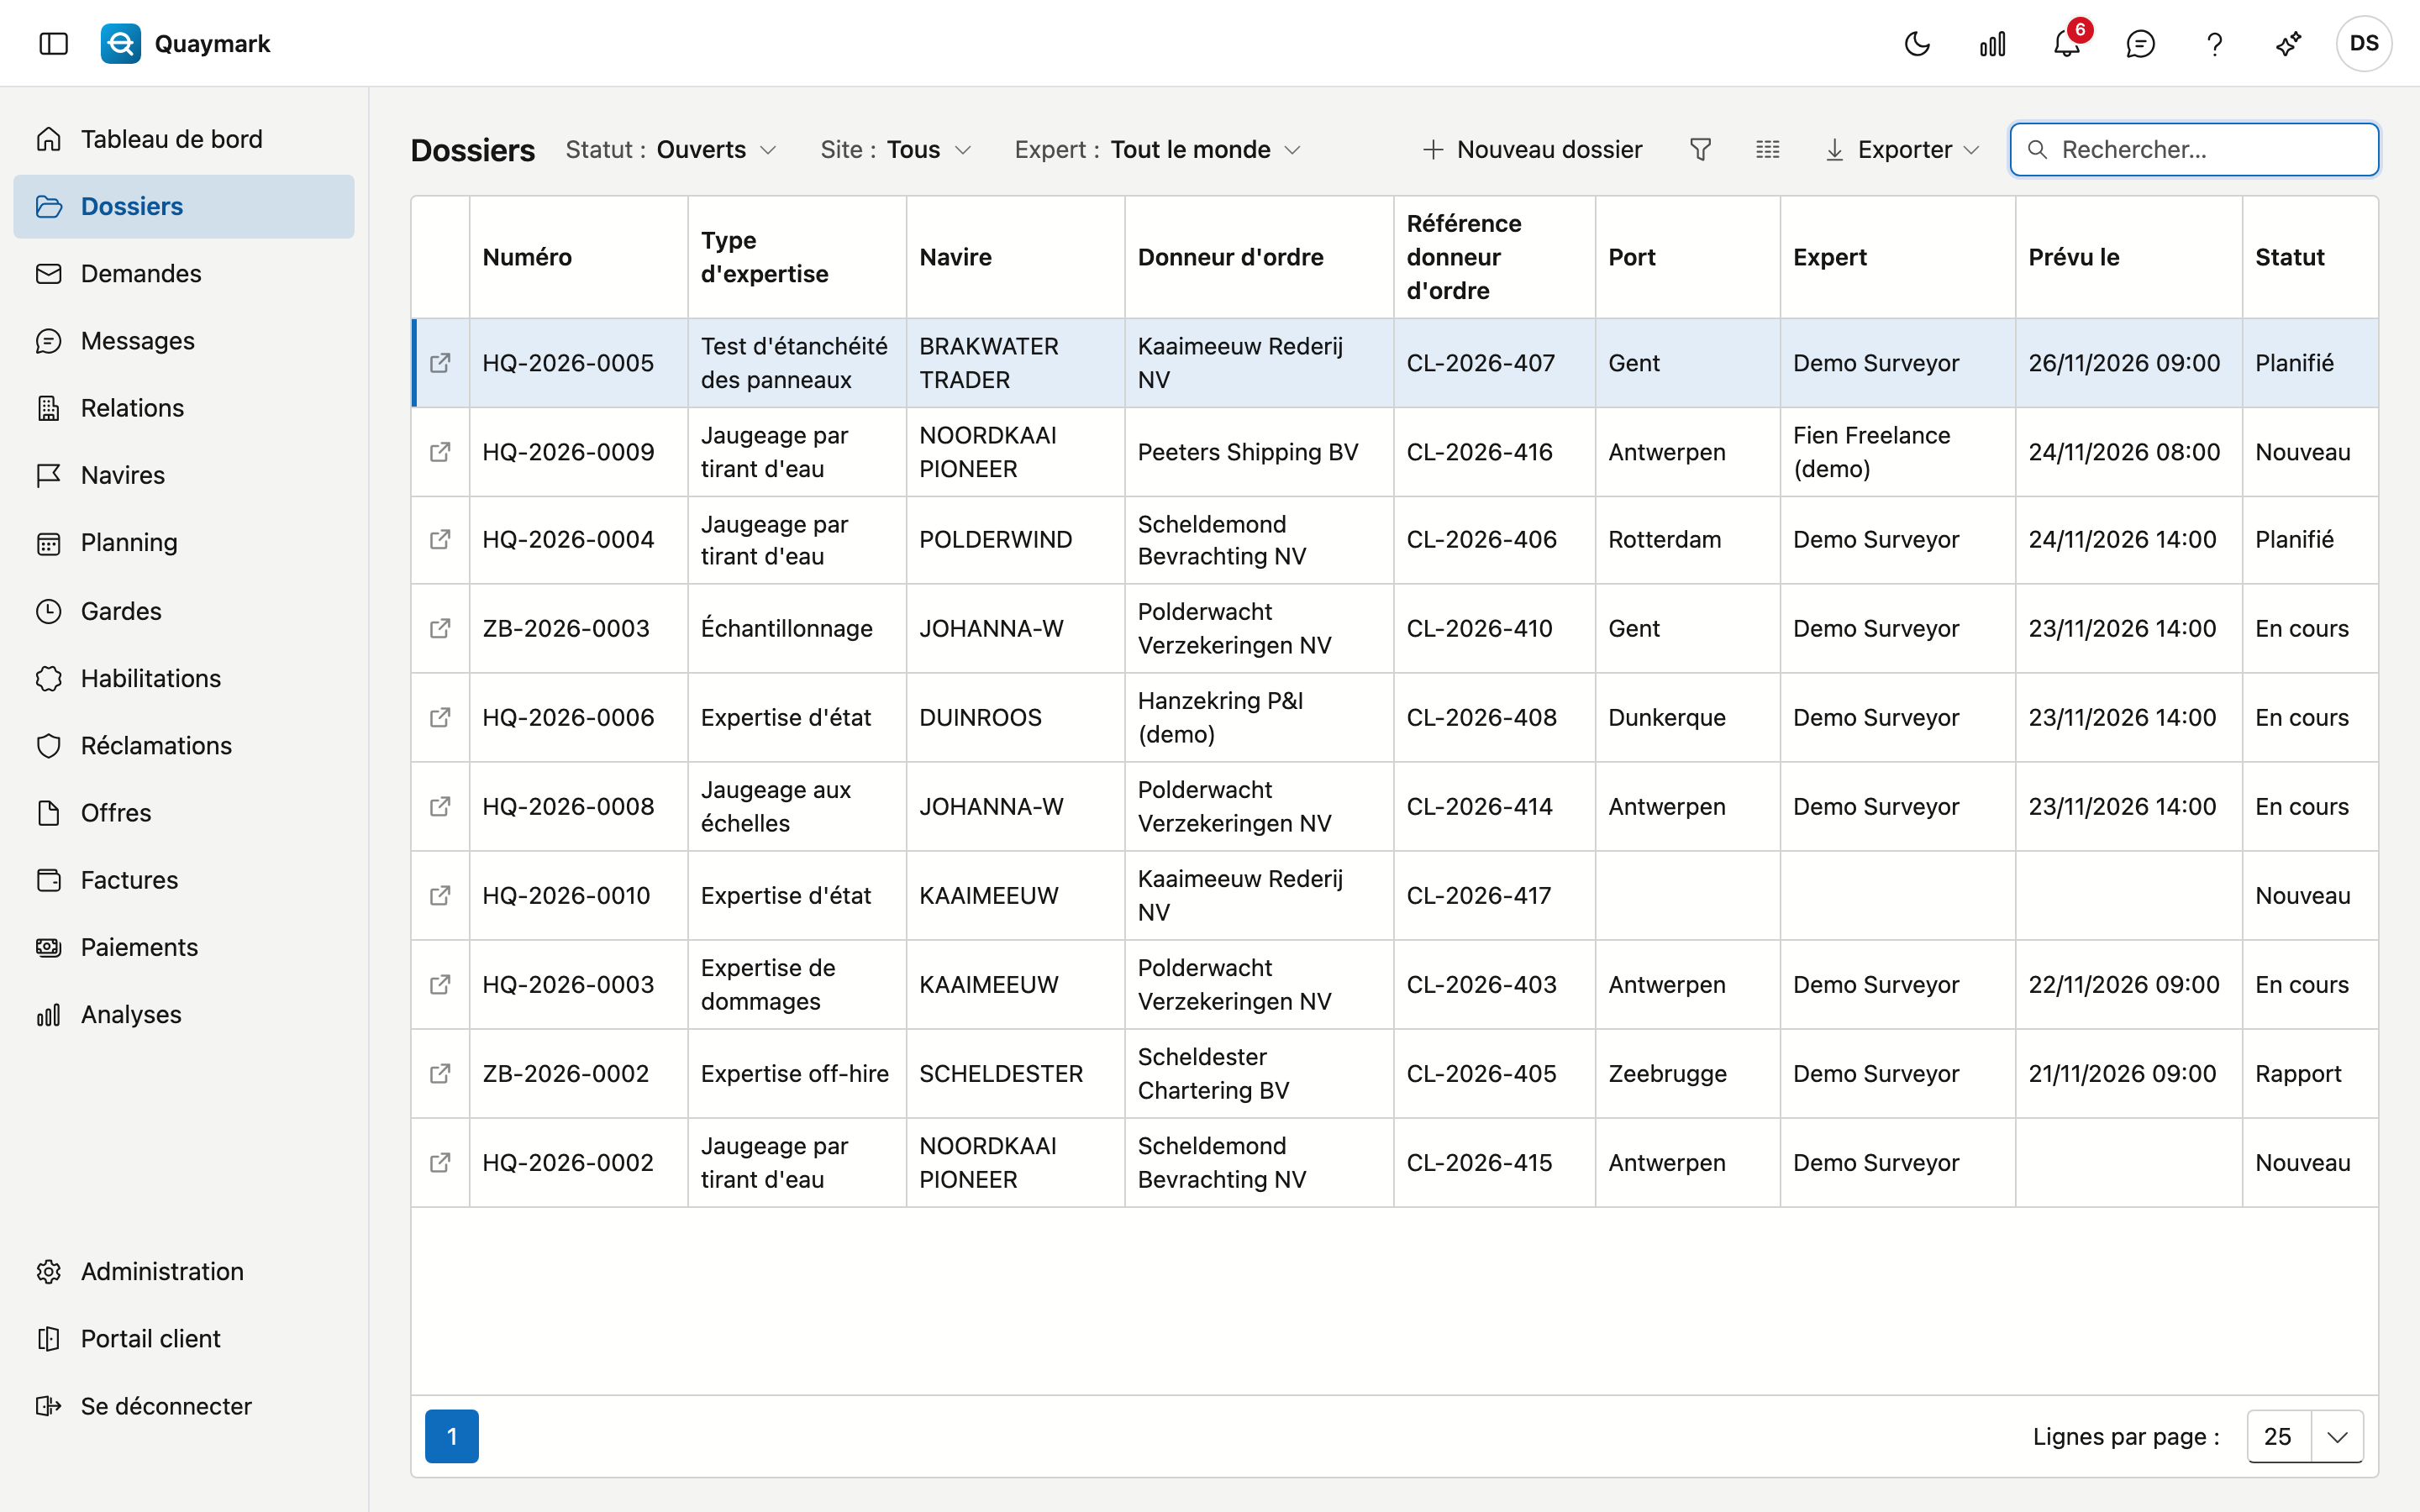 Quaymark
6
DS
Tableau de bord
Dossiers
Demandes
Messages
Relations
Navires
Planning
Gardes
Habilitations
Réclamations
Offres
Factures
Paiements
Analyses
Administration
Portail client
Se déconnecter
Dossiers Statut : Ouverts Site : Tous Expert : Tout le monde Nouveau dossier Exporter Rechercher...
Numéro Type d'expertise Navire Donneur d'ordre Référence donneur d'ordre Port Expert Prévu le Statut
HQ-2026-0005 Test d'étanchéité des panneaux BRAKWATER TRADER Kaaimeeuw Rederij NV CL-2026-407 Gent Demo Surveyor 26/11/2026 09:00 Planifié
HQ-2026-0009 Jaugeage par tirant d'eau NOORDKAAI PIONEER Peeters Shipping BV CL-2026-416 Antwerpen Fien Freelance (demo) 24/11/2026 08:00 Nouveau
HQ-2026-0004 Jaugeage par tirant d'eau POLDERWIND Scheldemond Bevrachting NV CL-2026-406 Rotterdam Demo Surveyor 24/11/2026 14:00 Planifié
ZB-2026-0003 Échantillonnage JOHANNA-W Polderwacht Verzekeringen NV CL-2026-410 Gent Demo Surveyor 23/11/2026 14:00 En cours
HQ-2026-0006 Expertise d'état DUINROOS Hanzekring P&I (demo) CL-2026-408 Dunkerque Demo Surveyor 23/11/2026 14:00 En cours
HQ-2026-0008 Jaugeage aux échelles JOHANNA-W Polderwacht Verzekeringen NV CL-2026-414 Antwerpen Demo Surveyor 23/11/2026 14:00 En cours
HQ-2026-0010 Expertise d'état KAAIMEEUW Kaaimeeuw Rederij NV CL-2026-417 Nouveau
HQ-2026-0003 Expertise de dommages KAAIMEEUW Polderwacht Verzekeringen NV CL-2026-403 Antwerpen Demo Surveyor 22/11/2026 09:00 En cours
ZB-2026-0002 Expertise off-hire SCHELDESTER Scheldester Chartering BV CL-2026-405 Zeebrugge Demo Surveyor 21/11/2026 09:00 Rapport
HQ-2026-0002 Jaugeage par tirant d'eau NOORDKAAI PIONEER Scheldemond Bevrachting NV CL-2026-415 Antwerpen Demo Surveyor Nouveau
1 Lignes par page : 25